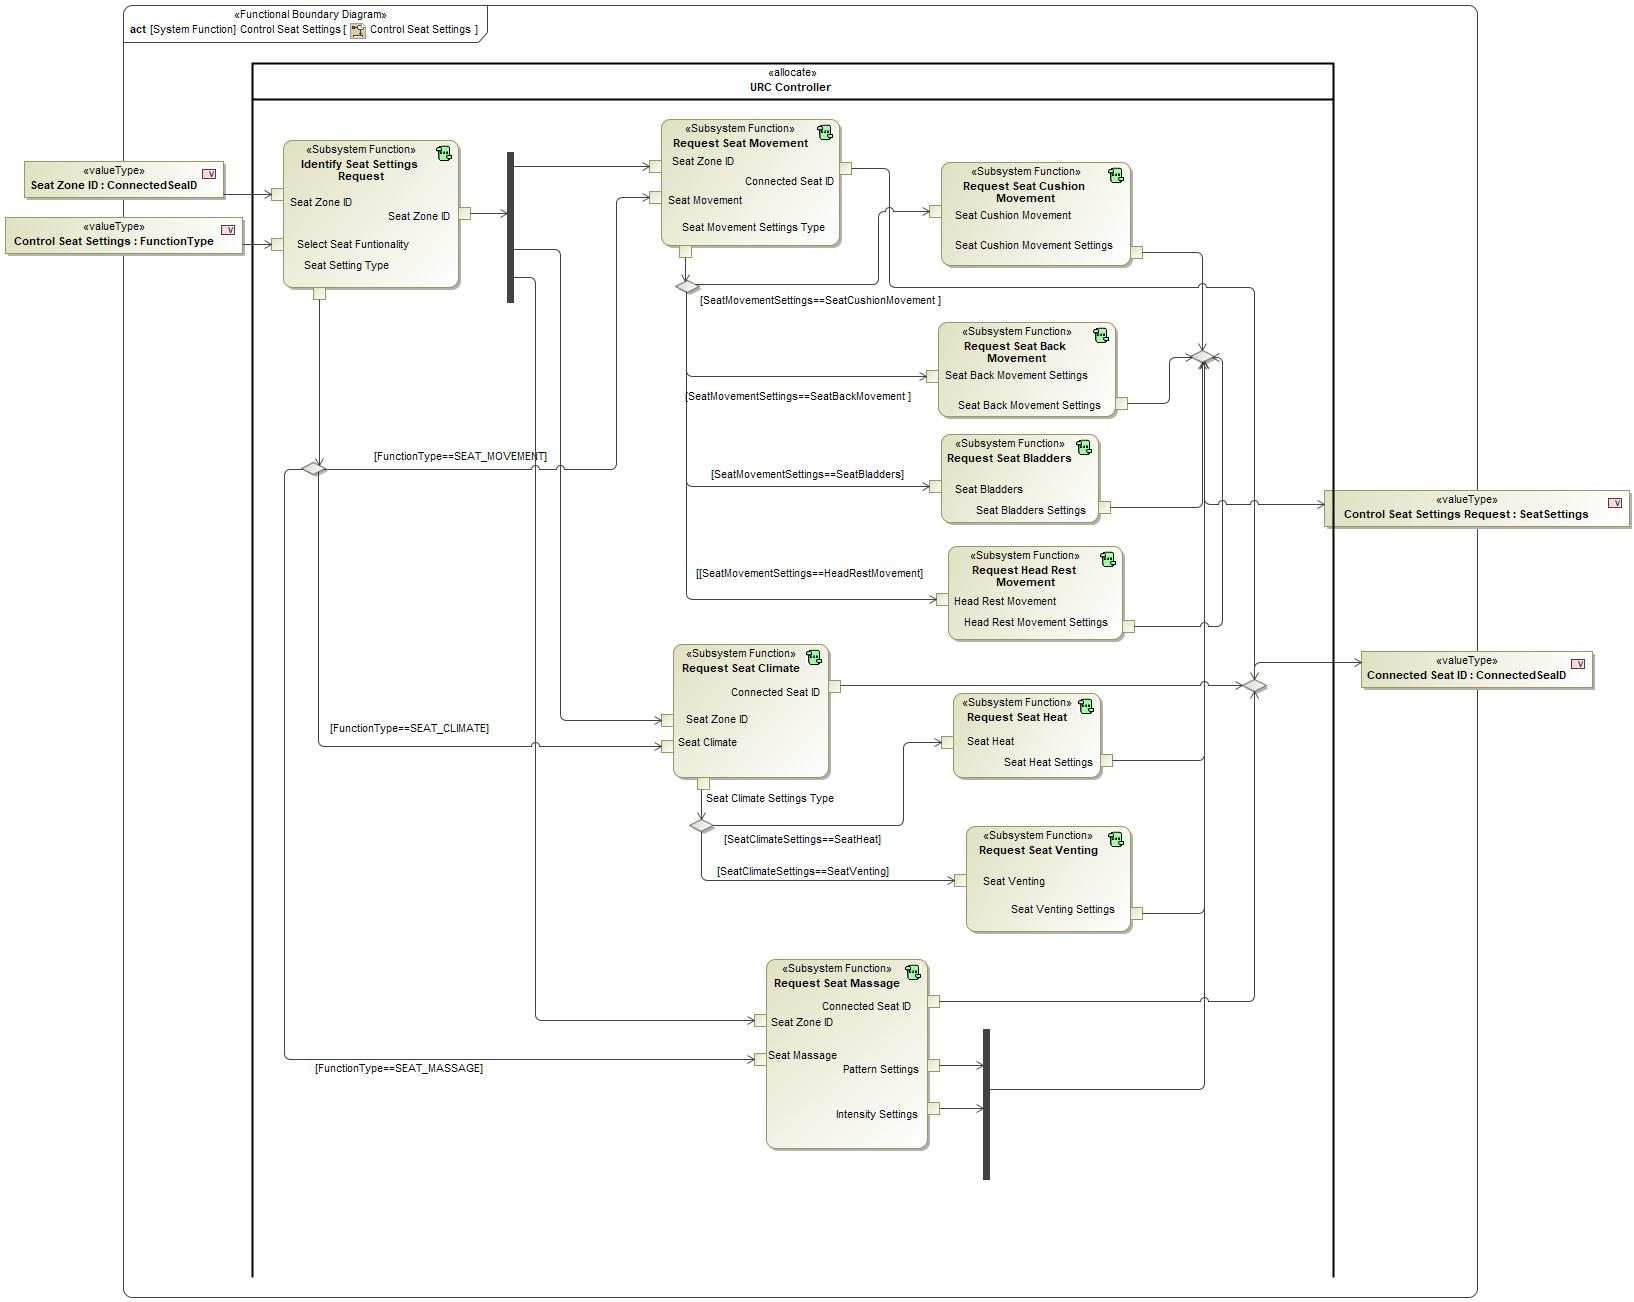 «Functional Boundary Diagram»
act [System Function] Control Seat Settings [ Control Seat Settings ]
«allocate»
URC Controller
«valueType»
Seat Zone ID : ConnectedSeaID
«valueType»
Control Seat Settings : FunctionType
«Subsystem Function»
Identify Seat Settings
Request
Seat Zone ID
Seat Zone ID
Select Seat Funtionality
Seat Setting Type
«Subsystem Function»
Request Seat Movement
Seat Zone ID
Connected Seat ID
Seat Movement
Seat Movement Settings Type
«Subsystem Function»
Request Seat Cushion
Movement
Seat Cushion Movement
Seat Cushion Movement Settings
[SeatMovementSettings==SeatCushionMovement ]
«Subsystem Function»
Request Seat Back
Movement
Seat Back Movement Settings
Seat Back Movement Settings
[SeatMovementSettings==SeatBackMovement ]
«Subsystem Function»
Request Seat Bladders
Seat Bladders
Seat Bladders Settings
[FunctionType==SEAT_MOVEMENT]
[SeatMovementSettings==SeatBladders]
«valueType»
Control Seat Settings Request : SeatSettings
«Subsystem Function»
Request Head Rest
Movement
Head Rest Movement
Head Rest Movement Settings
[[SeatMovementSettings==HeadRestMovement]
«Subsystem Function»
Request Seat Climate
Connected Seat ID
Seat Zone ID
Seat Climate
Seat Climate Settings Type
«valueType»
Connected Seat ID : ConnectedSeaID
[FunctionType==SEAT_CLIMATE]
«Subsystem Function»
Request Seat Heat
Seat Heat
Seat Heat Settings
[SeatClimateSettings==SeatHeat]
[SeatClimateSettings==SeatVenting]
«Subsystem Function»
Request Seat Venting
Seat Venting
Seat Venting Settings
«Subsystem Function»
Request Seat Massage
Connected Seat ID
Seat Zone ID
Seat Massage
Pattern Settings
Intensity Settings
[FunctionType==SEAT_MASSAGE]